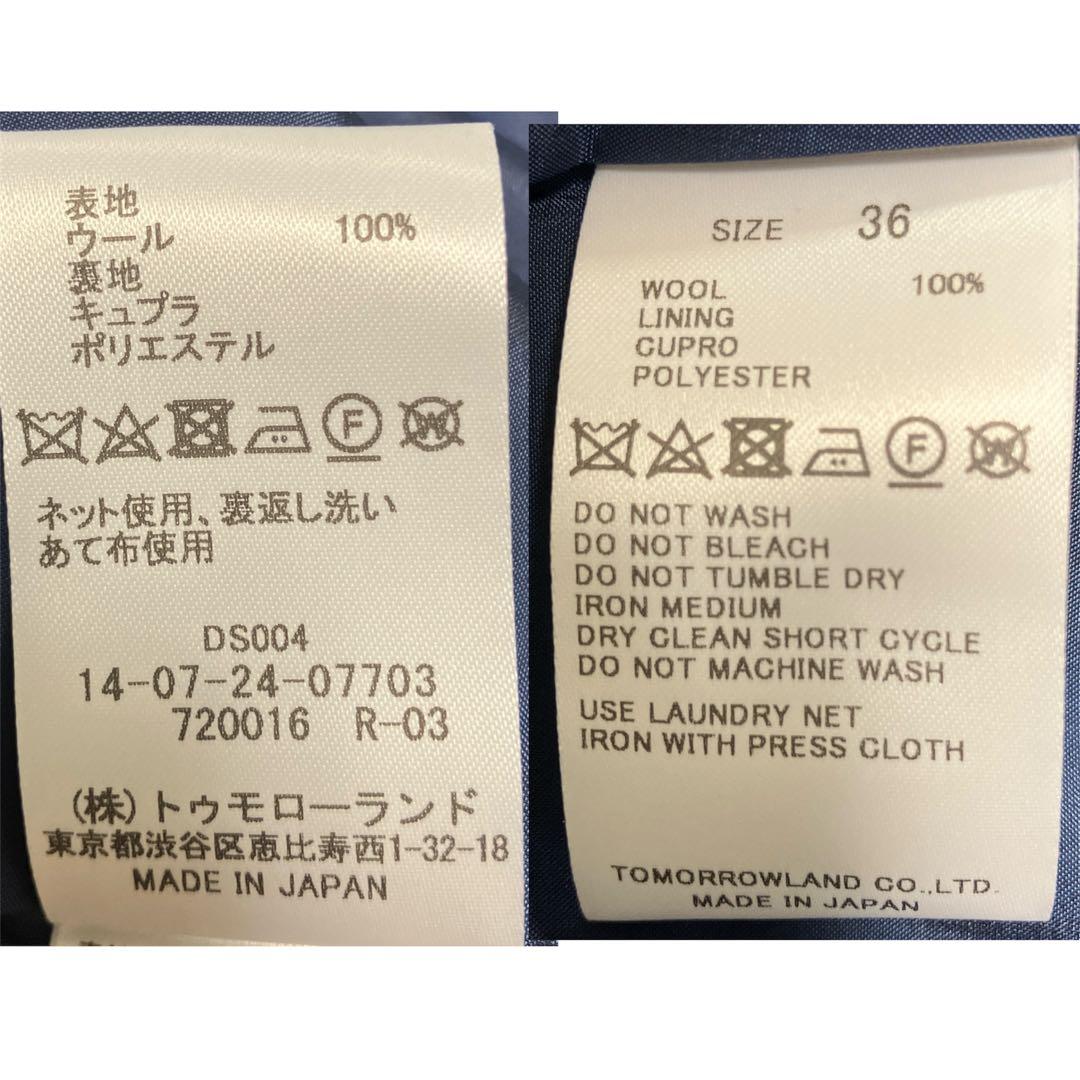 表地
ウール 100%
裏地
キュプラ
ポリエステル
F W
ネット使用、裏返し洗い
あて布使用
DS004
14-07-24-07703
720016 R-03
(株)トゥモローランド
東京都渋谷区恵比寿西1-32-18
MADE IN JAPAN
SIZE 36
WOOL 100%
LINING
CUPRO
POLYESTER
F W
DO NOT WASH
DO NOT BLEACH
DO NOT TUMBLE DRY
IRON MEDIUM
DRY CLEAN SHORT CYCLE
DO NOT MACHINE WASH
USE LAUNDRY NET
IRON WITH PRESS CLOTH
TOMORROWLAND CO.,LTD.
MADE IN JAPAN